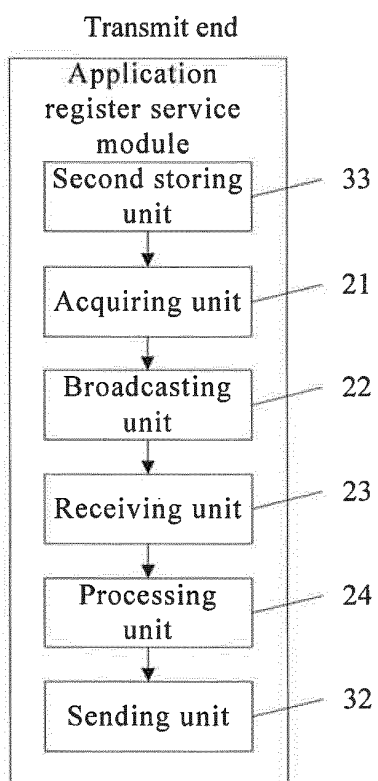 Transmit end
Application
register service
module
Second storing
unit
33
Acquiring unit
21
Broadcasting
unit
22
Receiving unit
23
Processing
unit
24
Sending unit
32